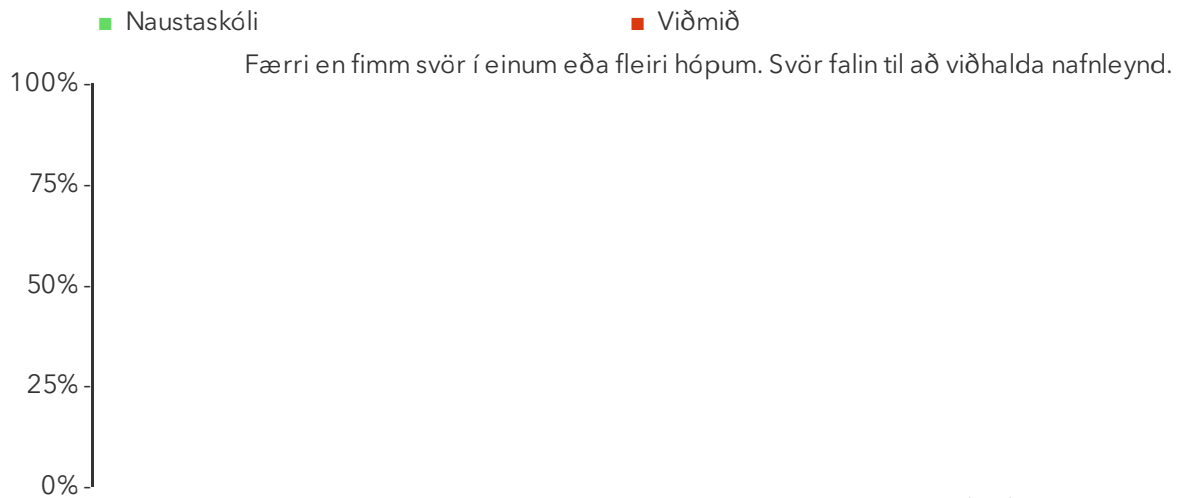 Naustaskóli Viðmið
Færri en fimm svör í einum eða fleiri hópum. Svör falin til að viðhalda nafnleynd.
100%
75%
50%
25%
0%